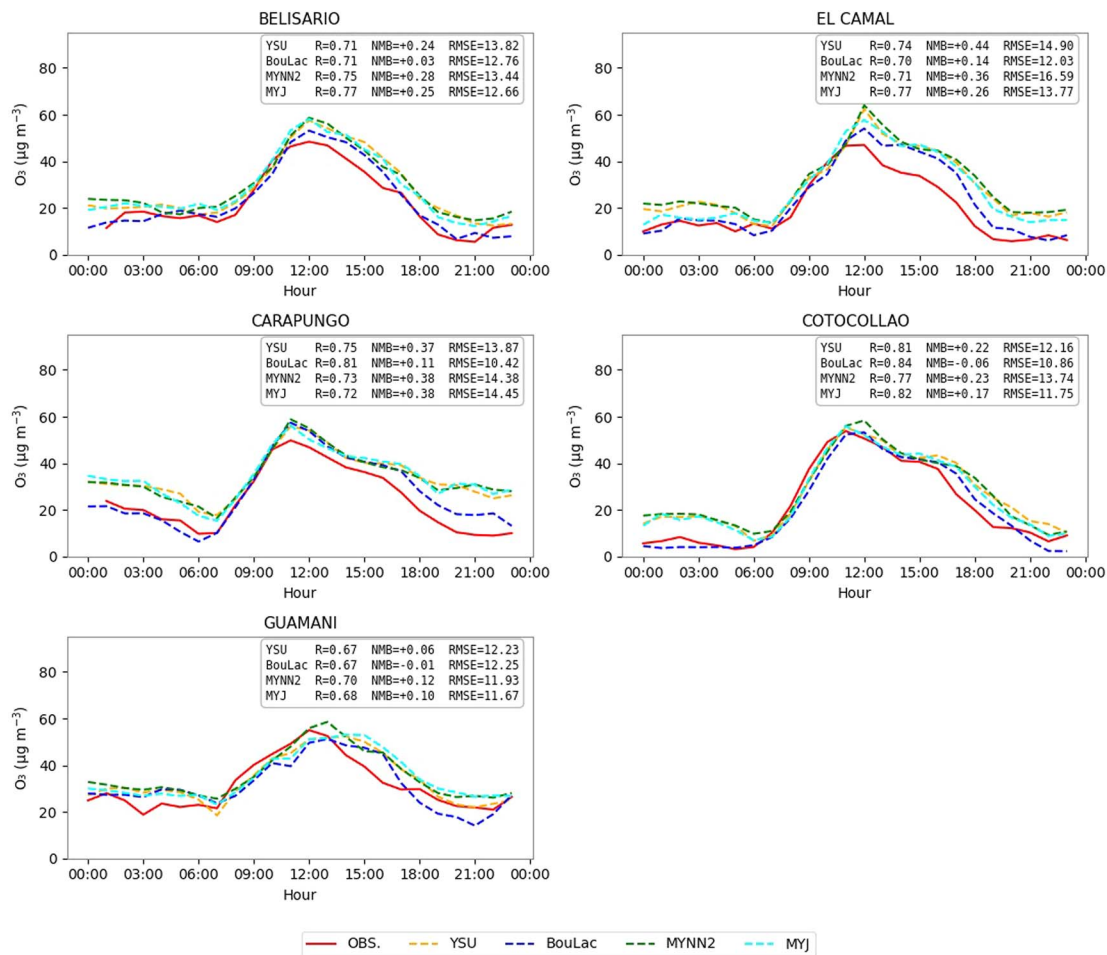 BELISARIO
YSU R=0.71 NMB=+0.24 RMSE=13.82
BouLac R=0.71 NMB=+0.03 RMSE=12.76
MYNN2 R=0.75 NMB=+0.28 RMSE=13.44
MYJ R=0.77 NMB=+0.25 RMSE=12.66
80
60
40
20
0
O₃ (µg m⁻³)
00:00 03:00 06:00 09:00 12:00 15:00 18:00 21:00 00:00
Hour
EL CAMAL
YSU R=0.74 NMB=+0.44 RMSE=14.90
BouLac R=0.70 NMB=+0.14 RMSE=12.03
MYNN2 R=0.71 NMB=+0.36 RMSE=16.59
MYJ R=0.77 NMB=+0.26 RMSE=13.77
80
60
40
20
0
O₃ (µg m⁻³)
00:00 03:00 06:00 09:00 12:00 15:00 18:00 21:00 00:00
Hour
CARAPUNGO
YSU R=0.75 NMB=+0.37 RMSE=13.87
BouLac R=0.81 NMB=+0.11 RMSE=10.42
MYNN2 R=0.73 NMB=+0.38 RMSE=14.38
MYJ R=0.72 NMB=+0.38 RMSE=14.45
80
60
40
20
0
O₃ (µg m⁻³)
00:00 03:00 06:00 09:00 12:00 15:00 18:00 21:00 00:00
Hour
COTOCOLLAO
YSU R=0.81 NMB=+0.22 RMSE=12.16
BouLac R=0.84 NMB=-0.06 RMSE=10.86
MYNN2 R=0.77 NMB=+0.23 RMSE=13.74
MYJ R=0.82 NMB=+0.17 RMSE=11.75
80
60
40
20
0
O₃ (µg m⁻³)
00:00 03:00 06:00 09:00 12:00 15:00 18:00 21:00 00:00
Hour
GUAMANI
YSU R=0.67 NMB=+0.06 RMSE=12.23
BouLac R=0.67 NMB=-0.01 RMSE=12.25
MYNN2 R=0.70 NMB=+0.12 RMSE=11.93
MYJ R=0.68 NMB=+0.10 RMSE=11.67
80
60
40
20
0
O₃ (µg m⁻³)
00:00 03:00 06:00 09:00 12:00 15:00 18:00 21:00 00:00
Hour
OBS. YSU BouLac MYNN2 MYJ